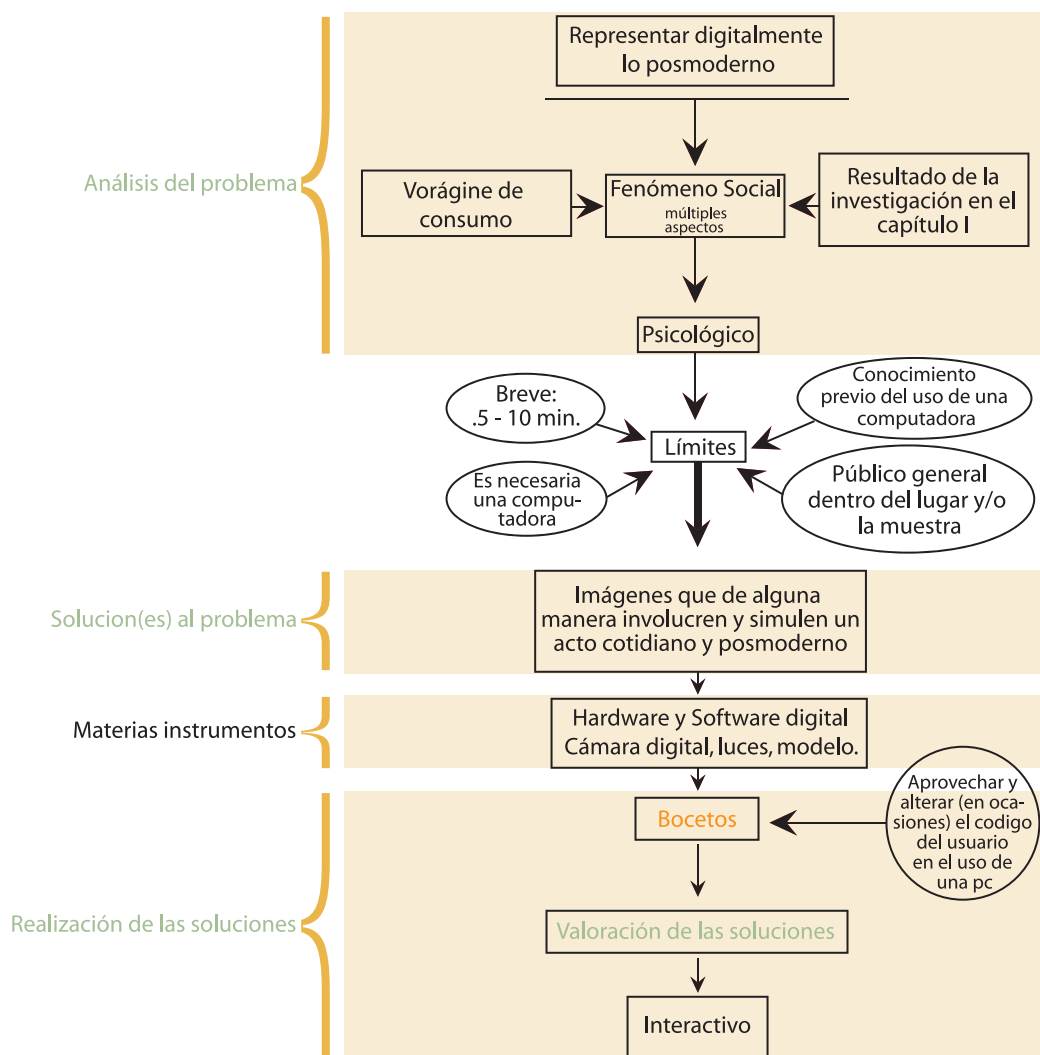 Representar digitalmente
lo posmoderno
Análisis del problema
Vorágine de
consumo
Fenómeno Social
múltiples
aspectos
Resultado de la
investigación en el
capítulo I
Psicológico
Breve:
.5 - 10 min.
Conocimiento
previo del uso de una
computadora
Límites
Es necesaria
una compu-
tadora
Público general
dentro del lugar y/o
la muestra
Solucion(es) al problema
Imágenes que de alguna
manera involucren y simulen un
acto cotidiano y posmoderno
Materias instrumentos
Hardware y Software digital
Cámara digital, luces, modelo.
Bocetos
Aprovechar y
alterar (en oca-
siones) el codigo
del usuario
en el uso de
una pc
Realización de las soluciones
Valoración de las soluciones
Interactivo